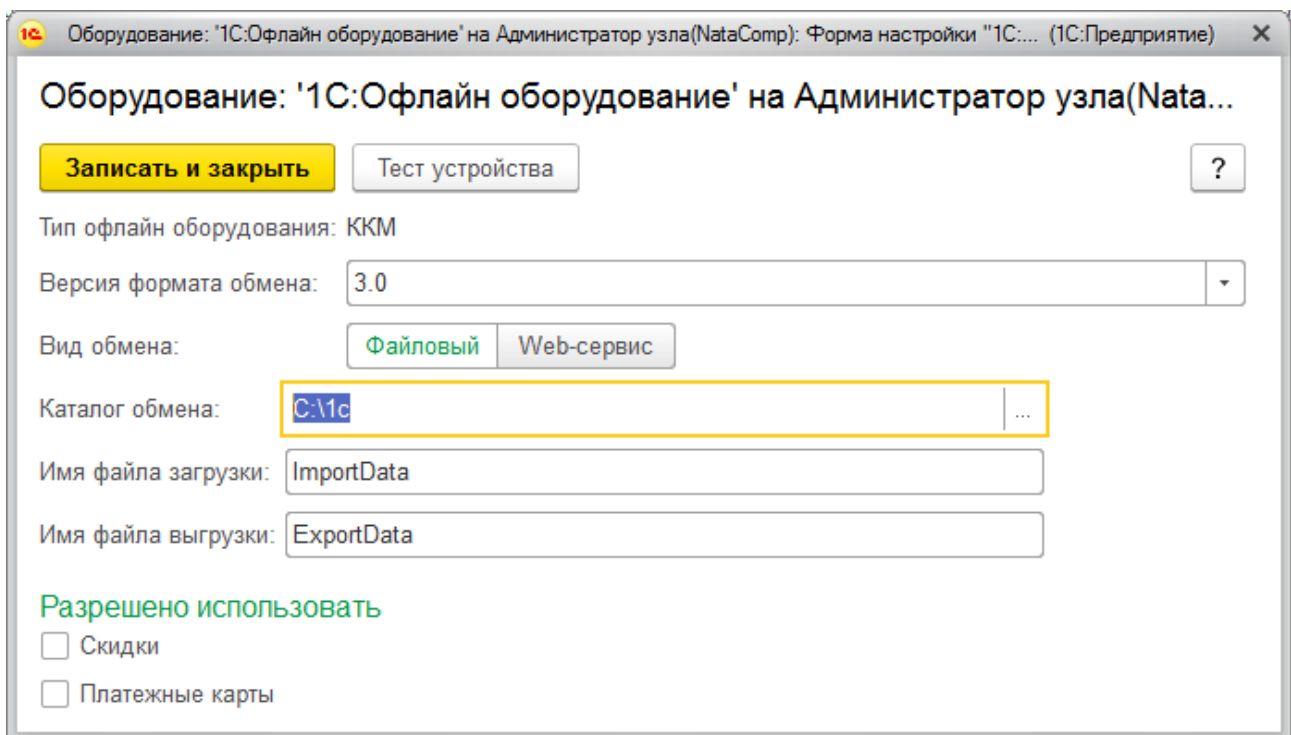 1С Оборудование: '1С:Офлайн оборудование' на Администратор узла(NataComp): Форма настройки "1С:... (1С:Предприятие)
Оборудование: '1С:Офлайн оборудование' на Администратор узла(Nata...
Записать и закрыть Тест устройства ?
Тип офлайн оборудования: ККМ
Версия формата обмена: 3.0
Вид обмена: Файловый Web-сервис
Каталог обмена: C:\1c ...
Имя файла загрузки: ImportData
Имя файла выгрузки: ExportData
Разрешено использовать
Скидки
Платежные карты